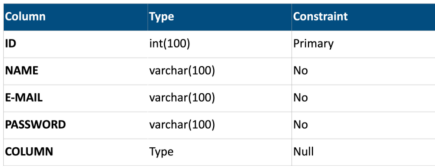 Column Type Constraint
ID int(100) Primary
NAME varchar(100) No
E-MAIL varchar(100) No
PASSWORD varchar(100) No
COLUMN Type Null